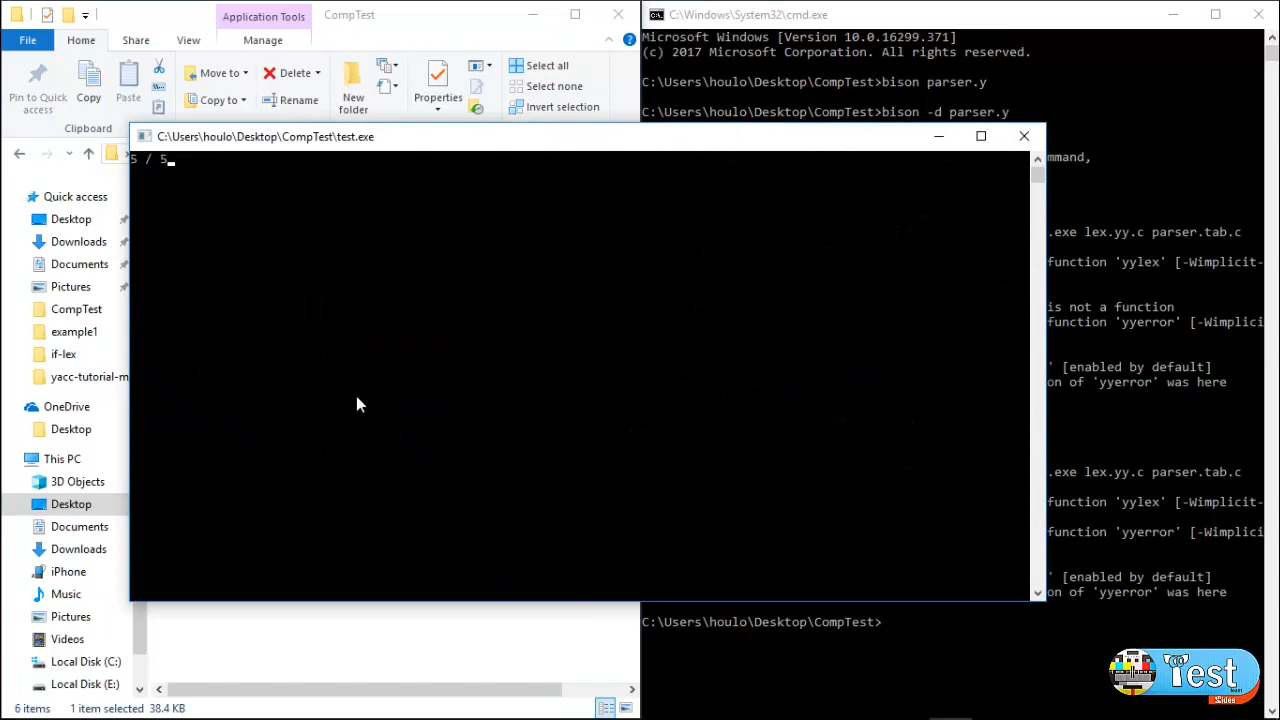 Application Tools
CompTest
File
Home
Share
View
Manage
Pin to Quick access
Copy
Paste
Move to
Copy to
Delete
Rename
New folder
Properties
Select all
Select none
Invert selection
Clipboard
Quick access
Desktop
Downloads
Documents
Pictures
CompTest
example1
if-lex
yacc-tutorial-m
OneDrive
Desktop
This PC
3D Objects
Desktop
Documents
Downloads
iPhone
Music
Pictures
Videos
Local Disk (C:)
Local Disk (E:)
6 items
1 item selected 38.4 KB
C:\Users\houlo\Desktop\CompTest\test.exe
5 / 5
C:\Windows\System32\cmd.exe
Microsoft Windows [Version 10.0.16299.371]
(c) 2017 Microsoft Corporation. All rights reserved.
C:\Users\houlo\Desktop\CompTest>bison parser.y
C:\Users\houlo\Desktop\CompTest>bison -d parser.y
mmand,
.exe lex.yy.c parser.tab.c
function 'yylex' [-Wimplicit-
is not a function
function 'yyerror' [-Wimplici
' [enabled by default]
on of 'yyerror' was here
.exe lex.yy.c parser.tab.c
function 'yylex' [-Wimplicit-
function 'yyerror' [-Wimplici
' [enabled by default]
on of 'yyerror' was here
C:\Users\houlo\Desktop\CompTest>
Test
team
Sides